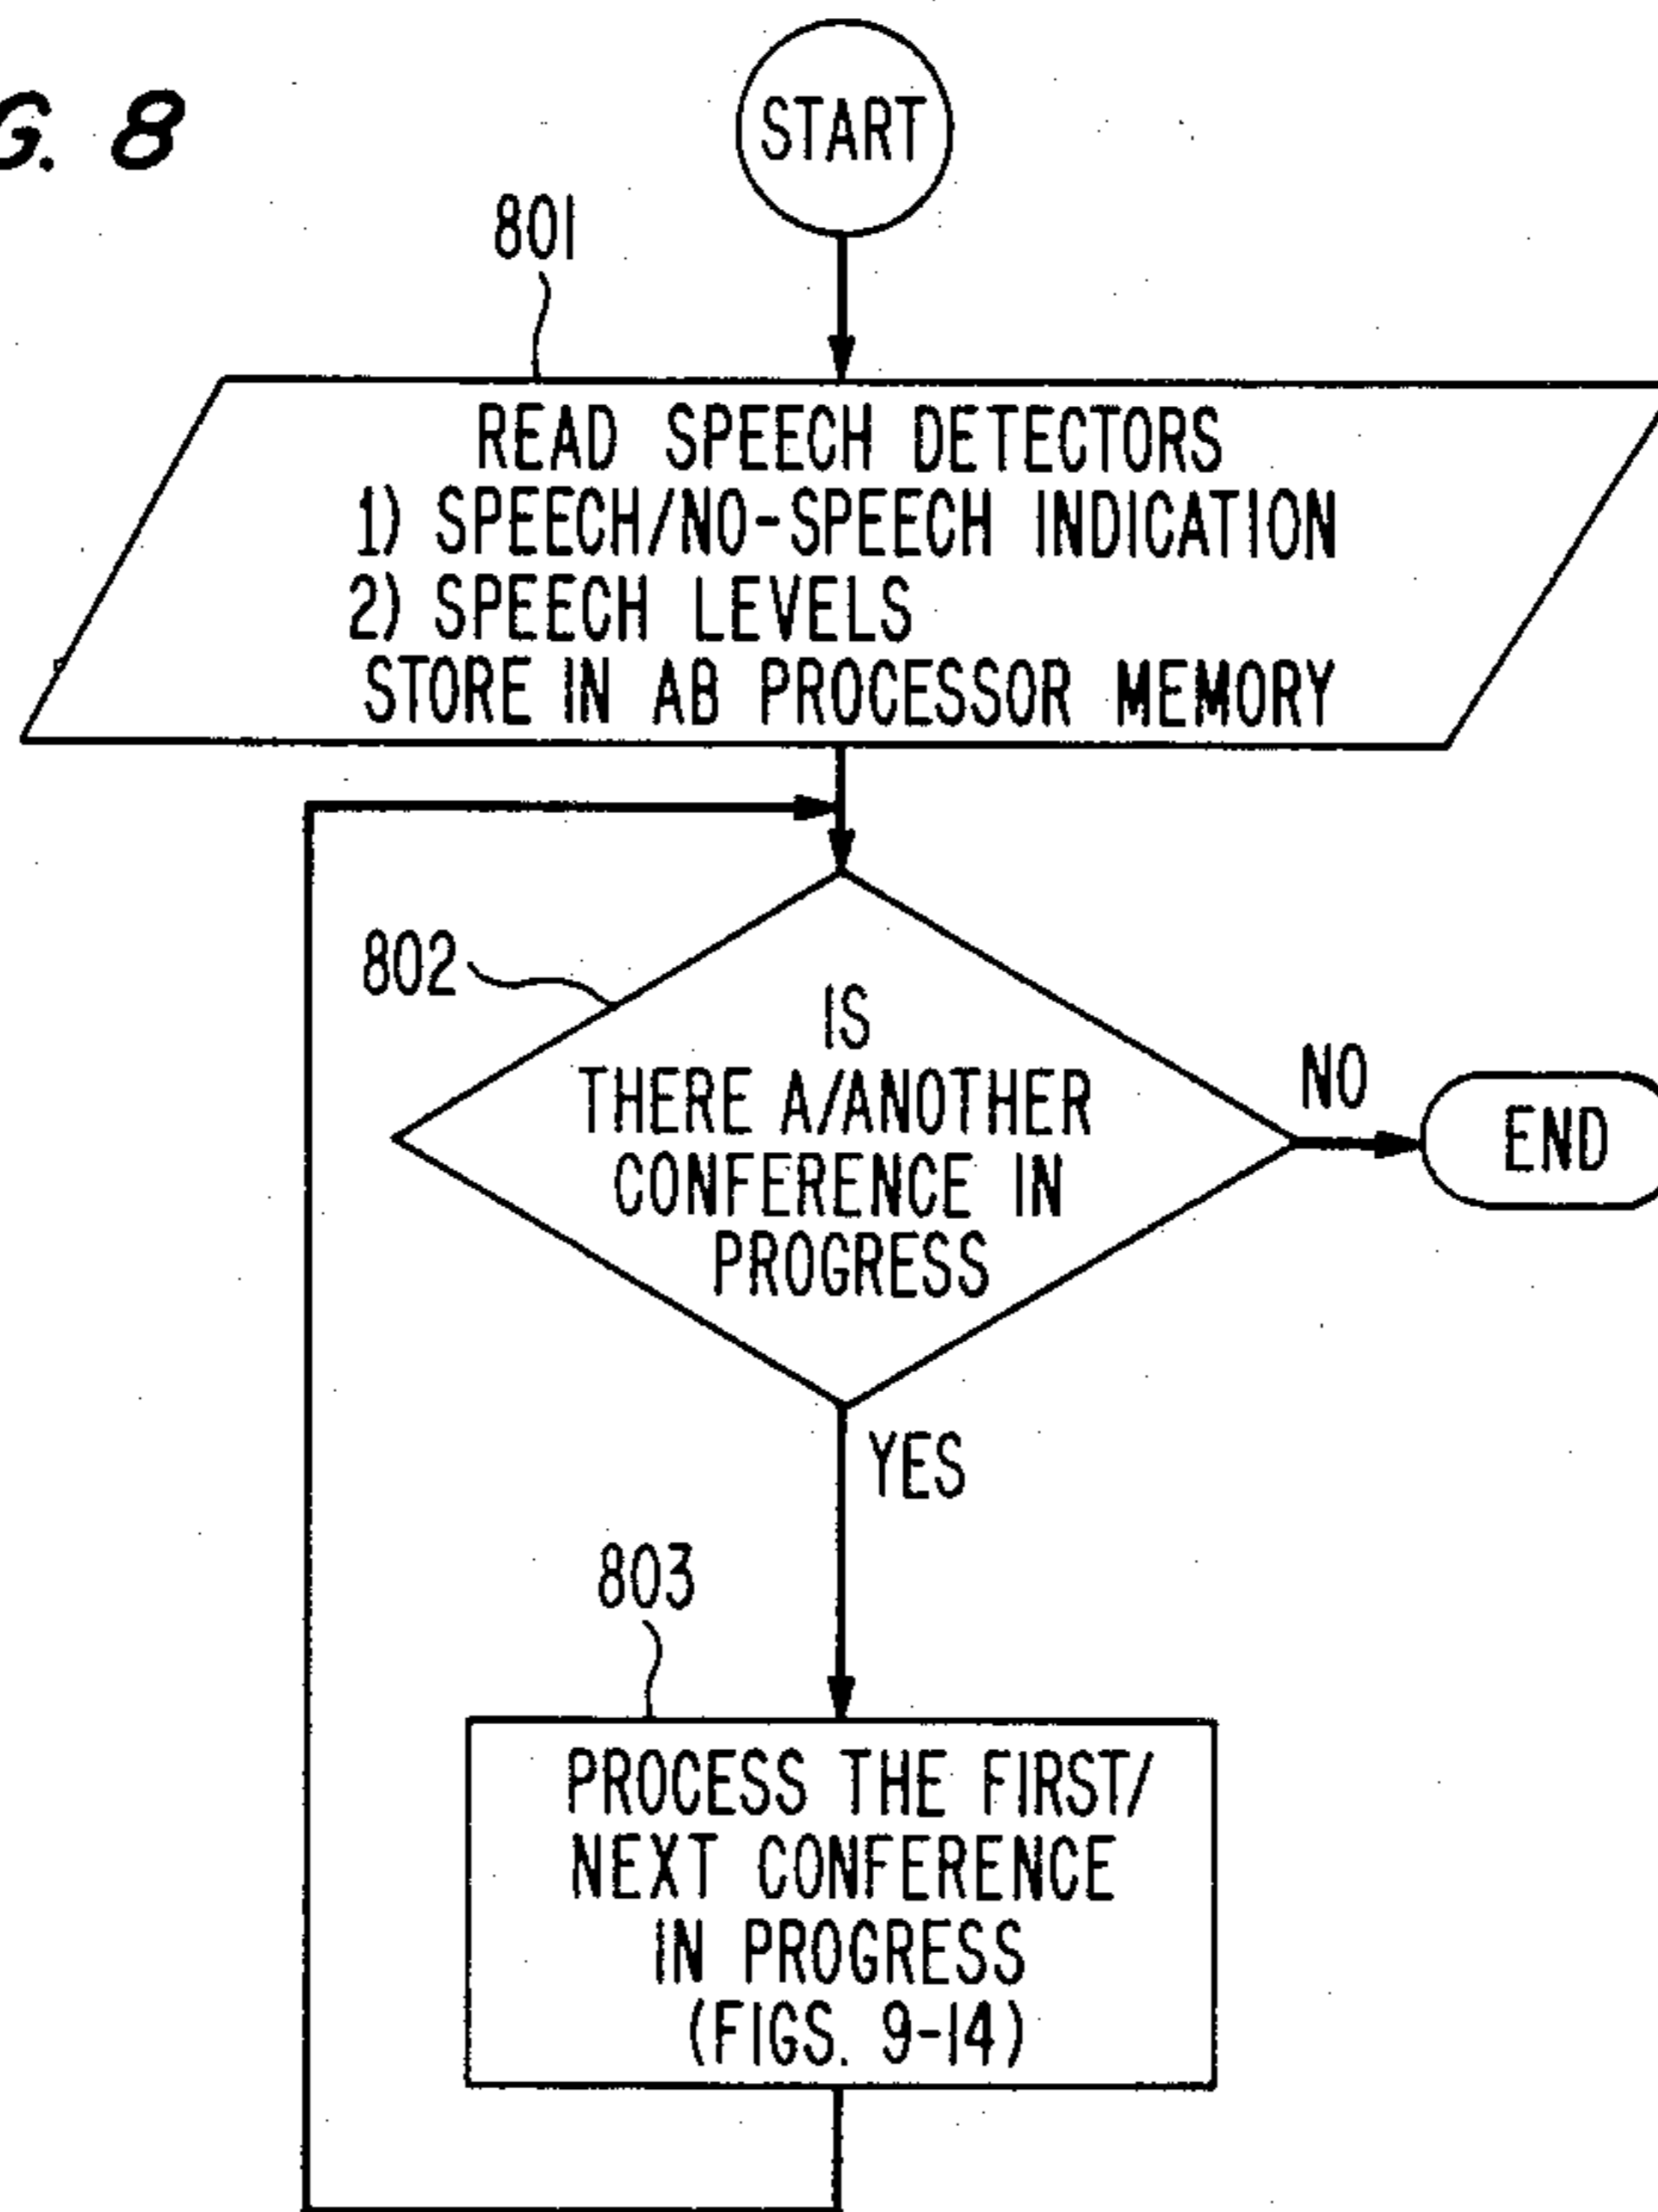 G. 8
START
801
READ SPEECH DETECTORS
1) SPEECH/NO-SPEECH INDICATION
2) SPEECH LEVELS
STORE IN AB PROCESSOR MEMORY
802
IS
THERE A/ANOTHER
CONFERENCE IN
PROGRESS
NO
END
YES
803
PROCESS THE FIRST/
NEXT CONFERENCE
IN PROGRESS
(FIGS. 9-14)